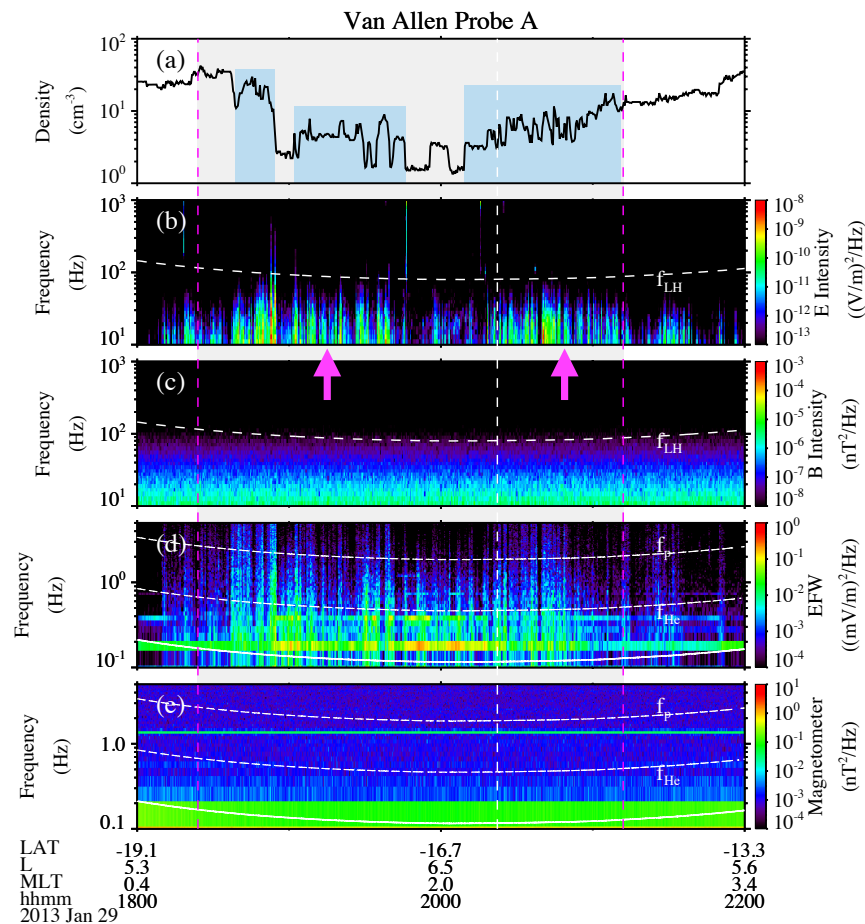 Van Allen Probe A
(a)
Density
(cm⁻³)
10²
10¹
10⁰
(b)
Frequency
(Hz)
10³
10²
10¹
f_LH
10⁻⁸
10⁻⁹
10⁻¹⁰
10⁻¹¹
10⁻¹²
10⁻¹³
E Intensity
((V/m)²/Hz)
(c)
Frequency
(Hz)
10³
10²
10¹
f_LH
10⁻³
10⁻⁴
10⁻⁵
10⁻⁶
10⁻⁷
10⁻⁸
B Intensity
(nT²/Hz)
(d)
Frequency
(Hz)
10⁰
10⁻¹
f_p
f_He
10⁰
10⁻¹
10⁻²
10⁻³
10⁻⁴
EFW
((mV/m)²/Hz)
(e)
Frequency
(Hz)
1.0
0.1
f_p
f_He
10¹
10⁰
10⁻¹
10⁻²
10⁻³
10⁻⁴
Magnetometer
(nT²/Hz)
LAT -19.1 -16.7 -13.3
L 5.3 6.5 5.6
MLT 0.4 2.0 3.4
hhmm 1800 2000 2200
2013 Jan 29